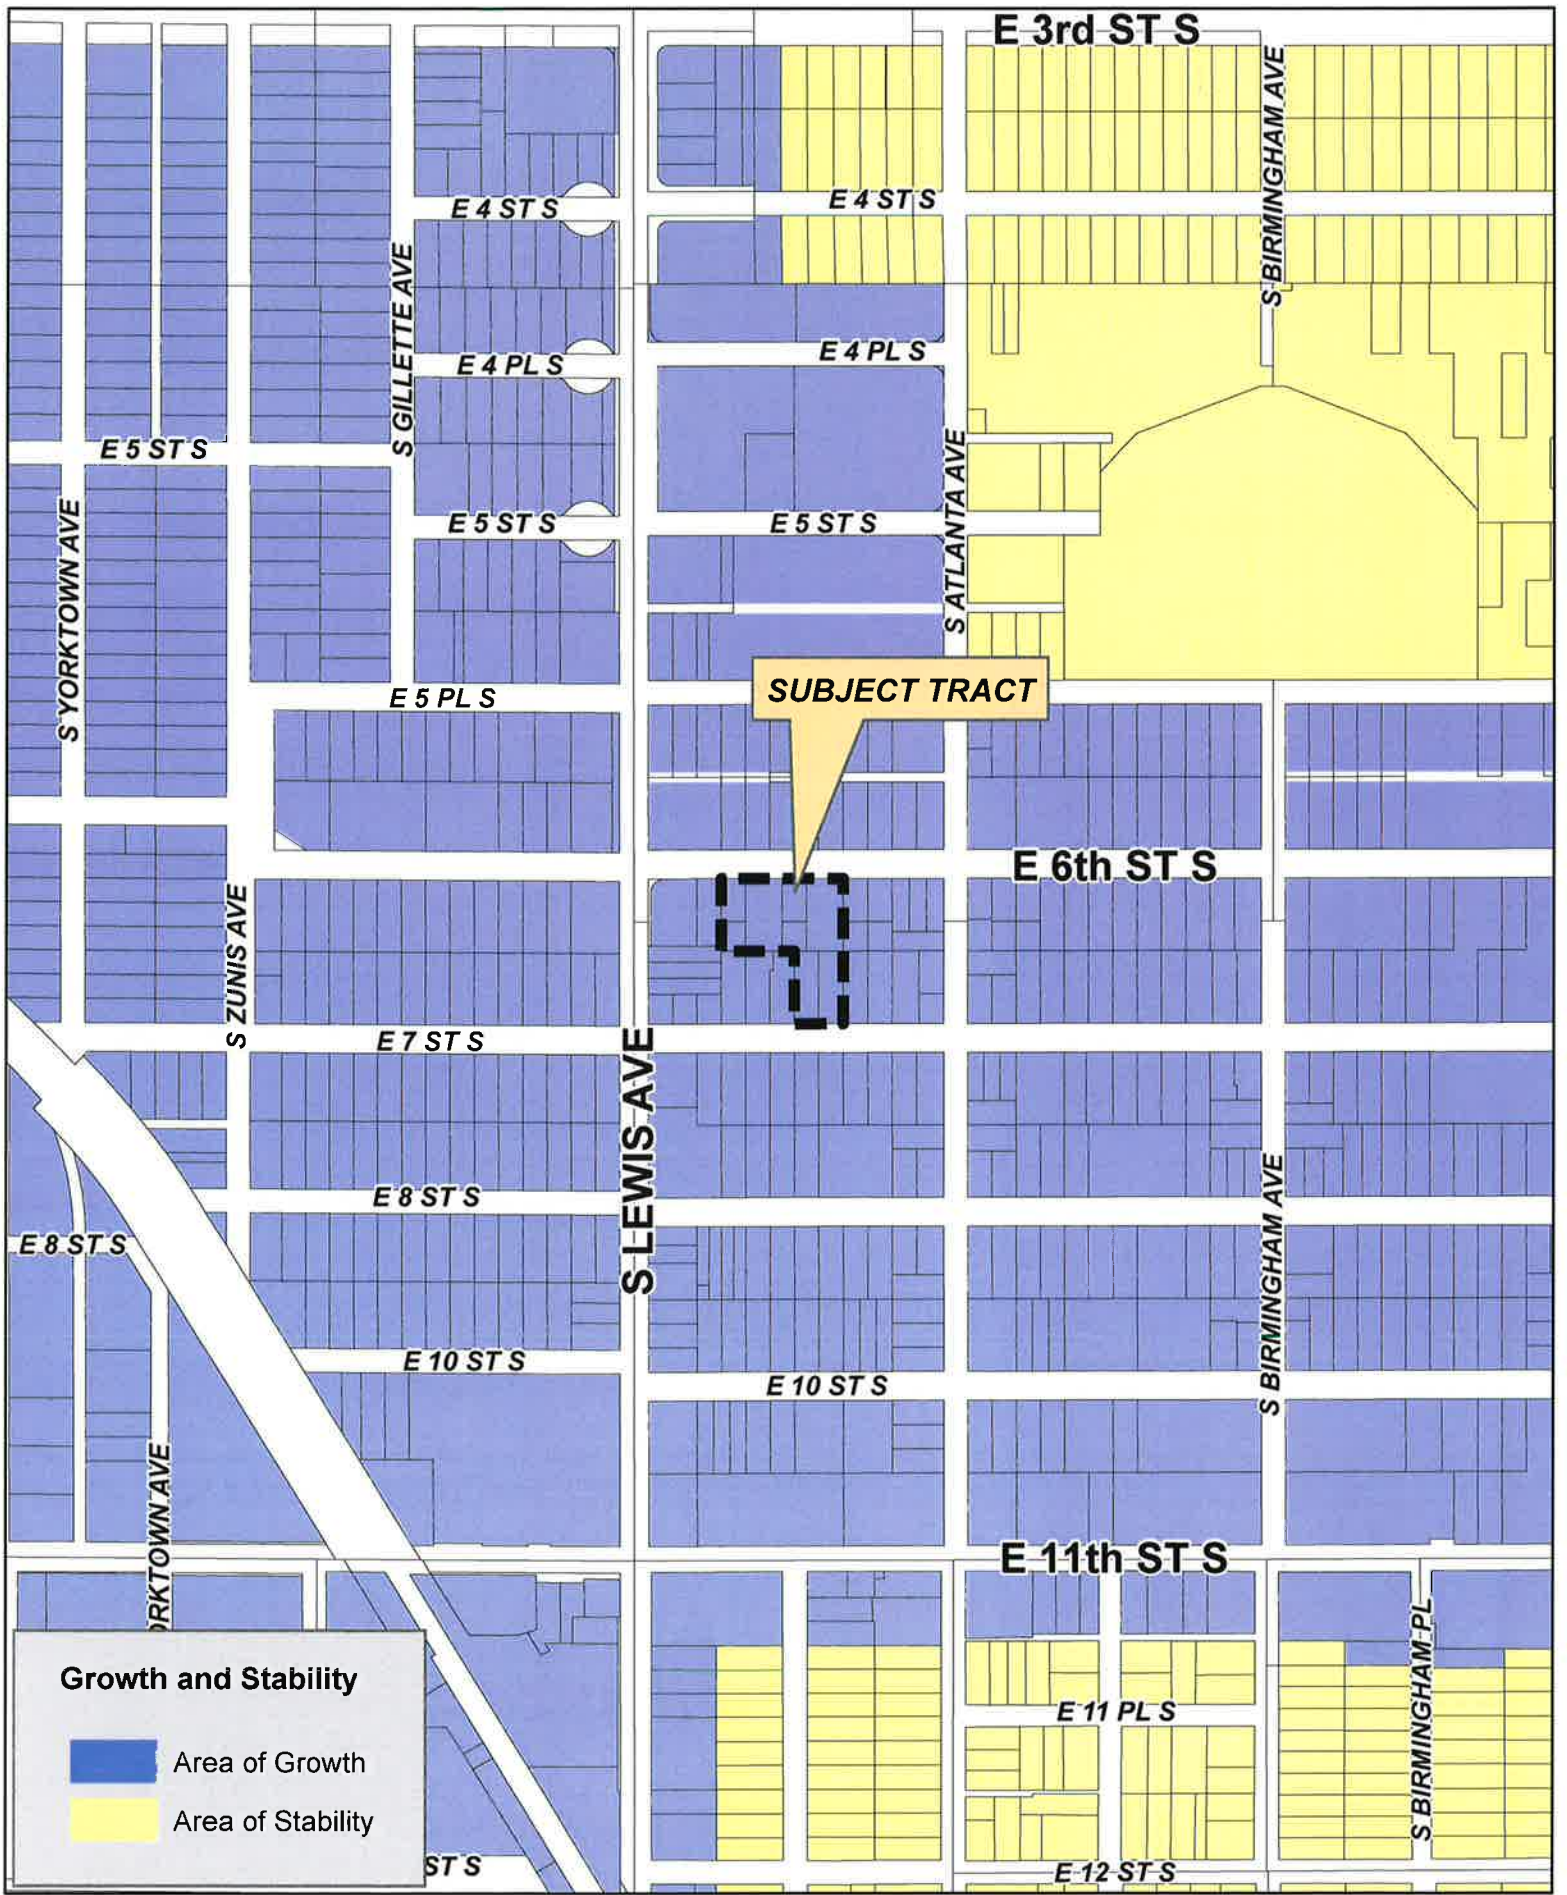 E 3rd ST S
S BIRMINGHAM AVE
E 4 ST S
E 4 ST S
S GILLETTE AVE
E 4 PL S
E 4 PL S
E 5 ST S
S ATLANTA AVE
S YORKTOWN AVE
E 5 ST S
E 5 ST S
E 5 PL S
SUBJECT TRACT
E 6th ST S
S ZUNIS AVE
E 7 ST S
S LEWIS AVE
E 8 ST S
E 8 ST S
S BIRMINGHAM AVE
E 10 ST S
E 10 ST S
ORKTOWN AVE
E 11th ST S
S BIRMINGHAM PL
E 11 PL S
Growth and Stability
Area of Growth
Area of Stability
ST S
E 12 ST S